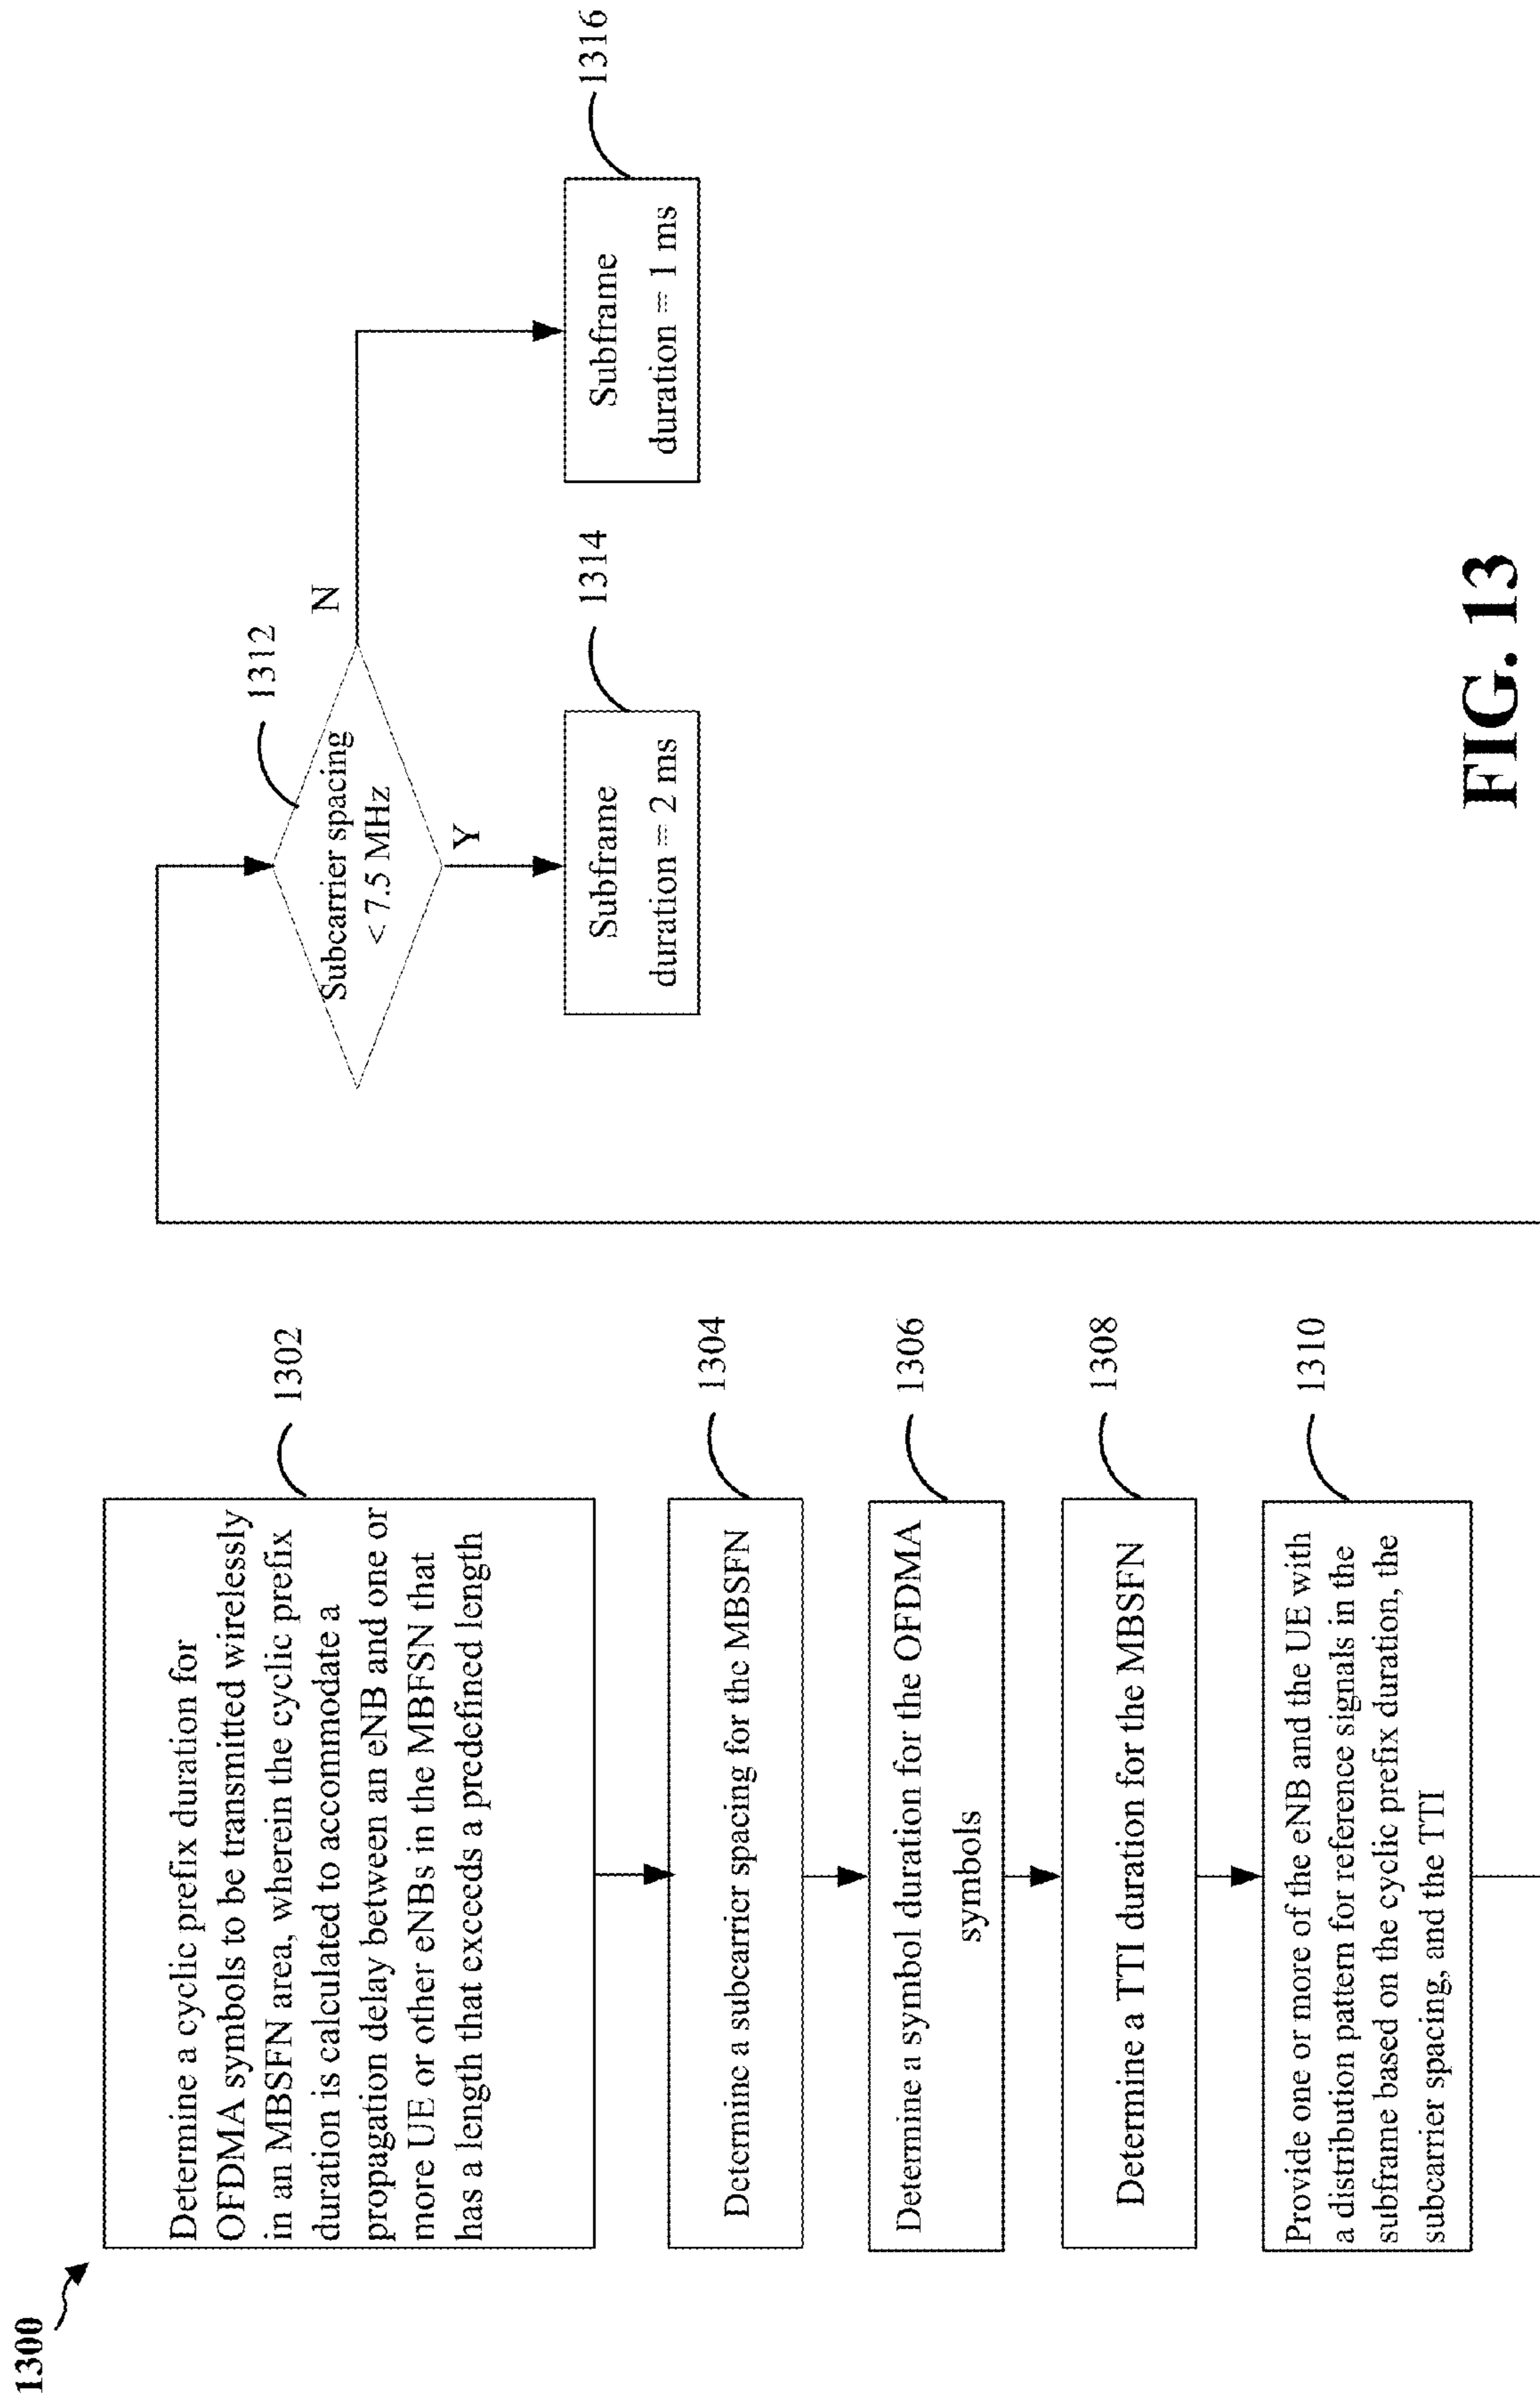 1300
Determine a cyclic prefix duration for
OFDMA symbols to be transmitted wirelessly
in an MBSFN area, wherein the cyclic prefix
duration is calculated to accommodate a
propagation delay between an eNB and one or
more UE or other eNBs in the MBFSN that
has a length that exceeds a predefined length
1302
Determine a subcarrier spacing for the MBSFN
1304
Determine a symbol duration for the OFDMA
symbols
1306
Determine a TTI duration for the MBSFN
1308
Provide one or more of the eNB and the UE with
a distribution pattern for reference signals in the
subframe based on the cyclic prefix duration, the
subcarrier spacing, and the TTI
1310
Subcarrier spacing
< 7.5 MHz
1312
N
Y
Subframe
duration = 2 ms
1314
Subframe
duration = 1 ms
1316
FIG. 13